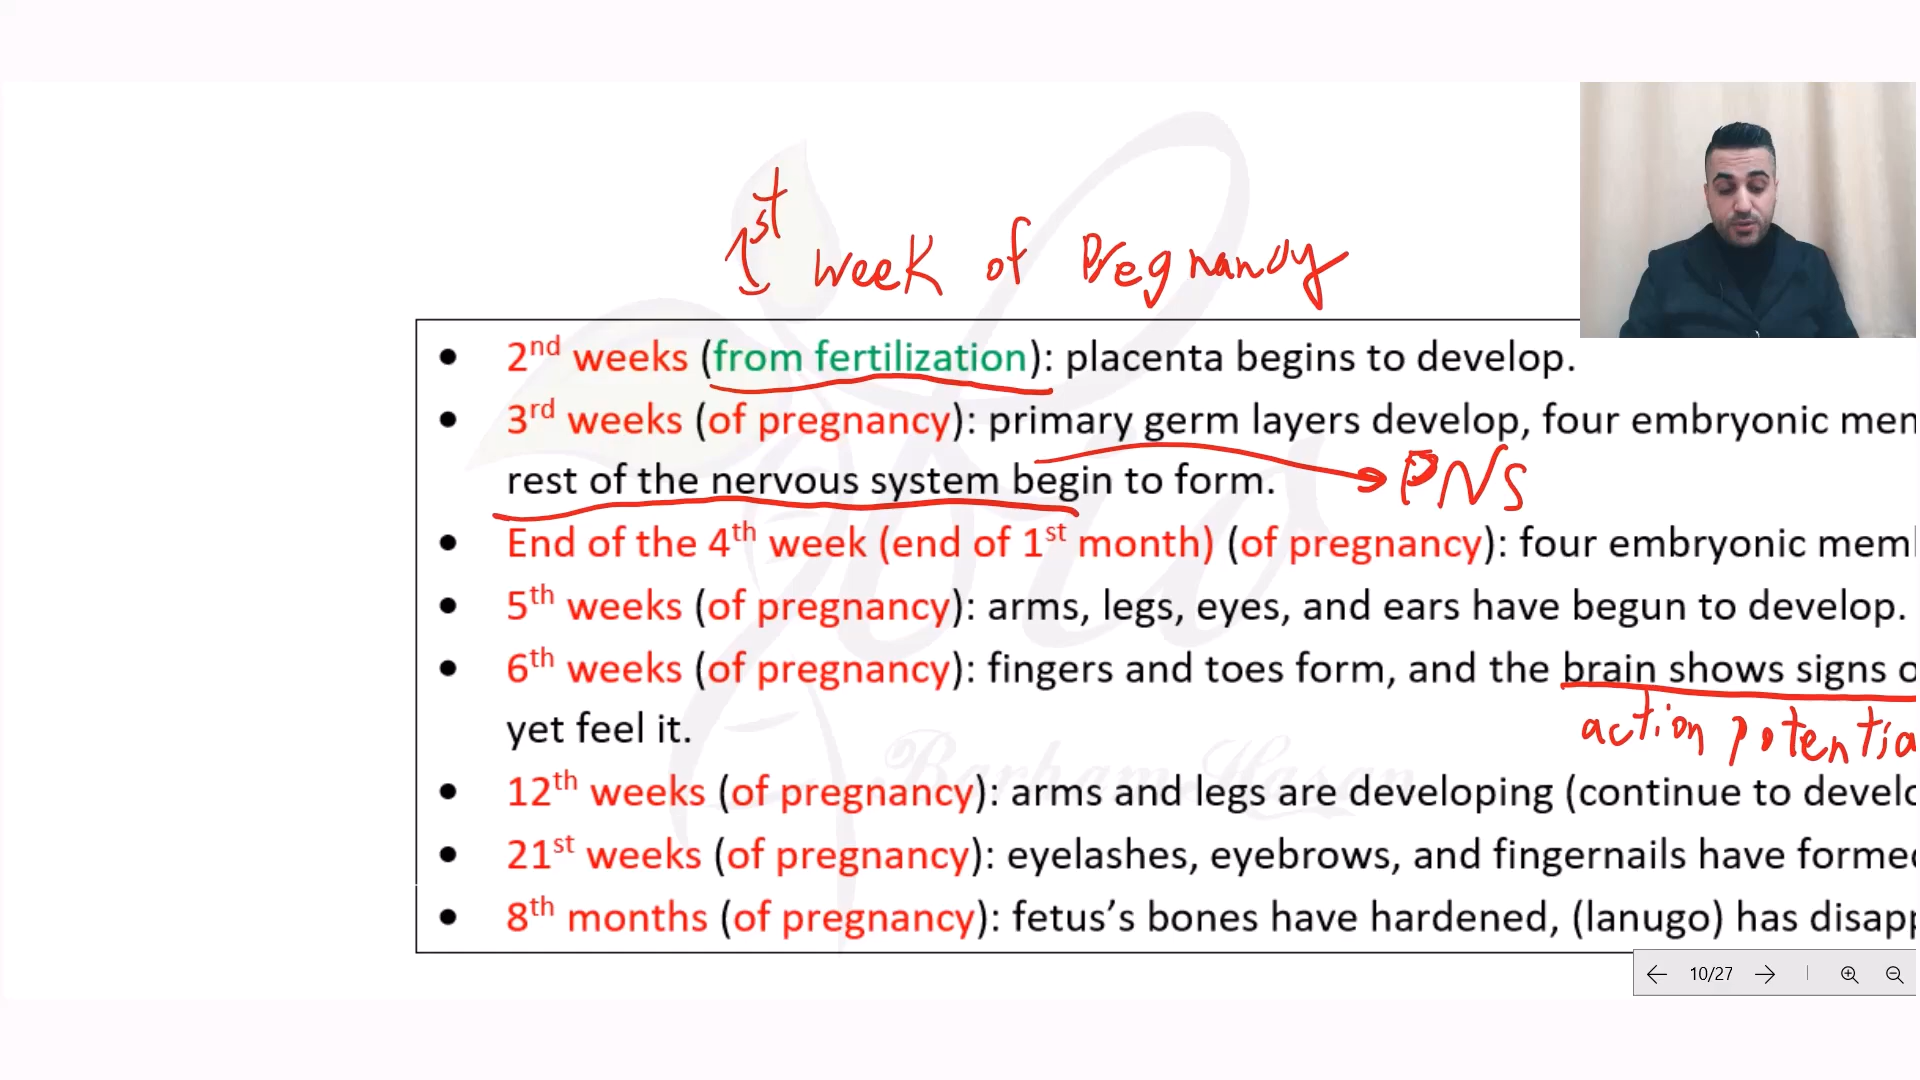 1st week of Pregnancy
• 2nd weeks (from fertilization): placenta begins to develop.
• 3rd weeks (of pregnancy): primary germ layers develop, four embryonic mem
rest of the nervous system begin to form.
PNS
• End of the 4th week (end of 1st month) (of pregnancy): four embryonic mem
• 5th weeks (of pregnancy): arms, legs, eyes, and ears have begun to develop.
• 6th weeks (of pregnancy): fingers and toes form, and the brain shows signs o
yet feel it.
action potentia
Barham Hasan
• 12th weeks (of pregnancy): arms and legs are developing (continue to develo
• 21st weeks (of pregnancy): eyelashes, eyebrows, and fingernails have forme
• 8th months (of pregnancy): fetus’s bones have hardened, (lanugo) has disap
10/27